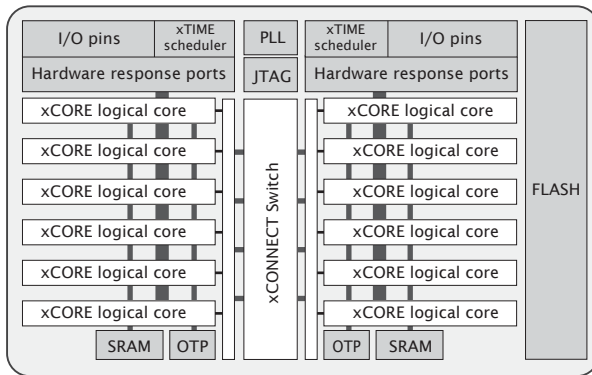 I/O pins
xTIME
scheduler
PLL
xTIME
scheduler
I/O pins
Hardware response ports
JTAG
Hardware response ports
xCORE logical core
xCORE logical core
xCORE logical core
xCORE logical core
xCORE logical core
xCORE logical core
xCONNECT Switch
xCORE logical core
xCORE logical core
xCORE logical core
xCORE logical core
xCORE logical core
xCORE logical core
FLASH
SRAM
OTP
OTP
SRAM